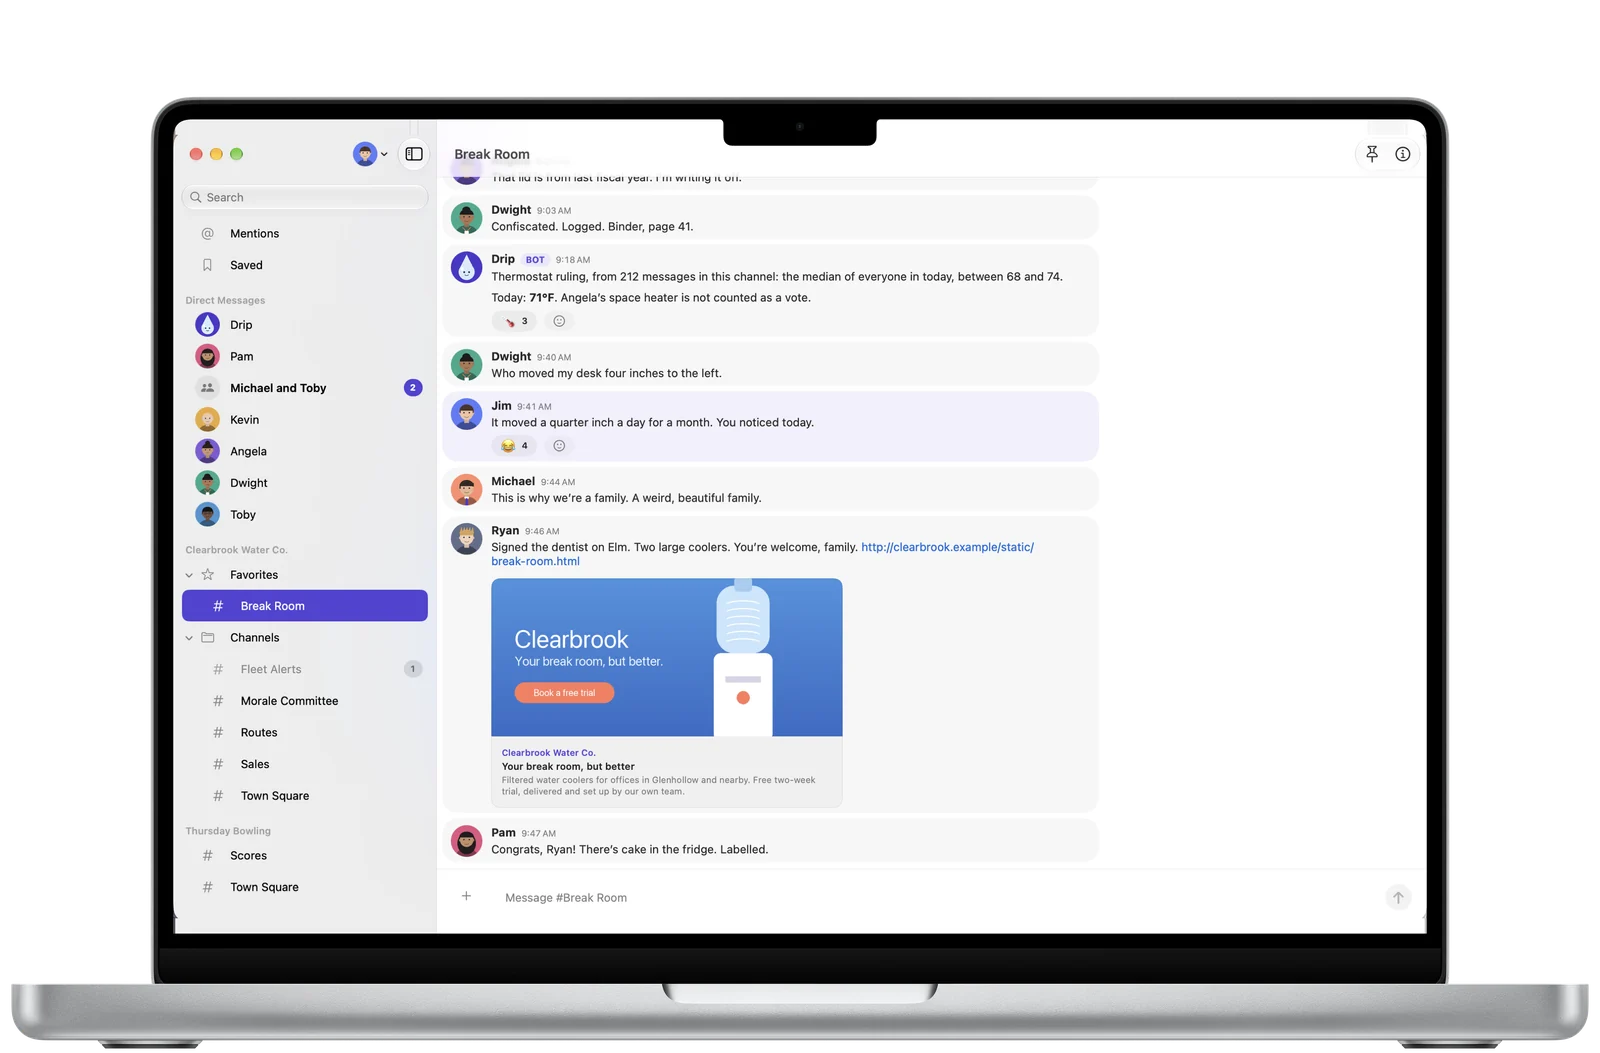 Search
@ Mentions
Saved
Direct Messages
Drip
Pam
Michael and Toby 2
Kevin
Angela
Dwight
Toby
Clearbrook Water Co.
Favorites
# Break Room
Channels
# Fleet Alerts 1
# Morale Committee
# Routes
# Sales
# Town Square
Thursday Bowling
# Scores
# Town Square
Break Room
That lid is from last fiscal year. I'm writing it off.
Dwight 9:03 AM
Confiscated. Logged. Binder, page 41.
Drip BOT 9:18 AM
Thermostat ruling, from 212 messages in this channel: the median of everyone in today, between 68 and 74.
Today: 71°F. Angela’s space heater is not counted as a vote.
3
Dwight 9:40 AM
Who moved my desk four inches to the left.
Jim 9:41 AM
It moved a quarter inch a day for a month. You noticed today.
4
Michael 9:44 AM
This is why we’re a family. A weird, beautiful family.
Ryan 9:46 AM
Signed the dentist on Elm. Two large coolers. You’re welcome, family. http://clearbrook.example/static/
break-room.html
Clearbrook
Your break room, but better.
Book a free trial
Clearbrook Water Co.
Your break room, but better
Filtered water coolers for offices in Glenhollow and nearby. Free two-week
trial, delivered and set up by our own team.
Pam 9:47 AM
Congrats, Ryan! There’s cake in the fridge. Labelled.
+ Message #Break Room